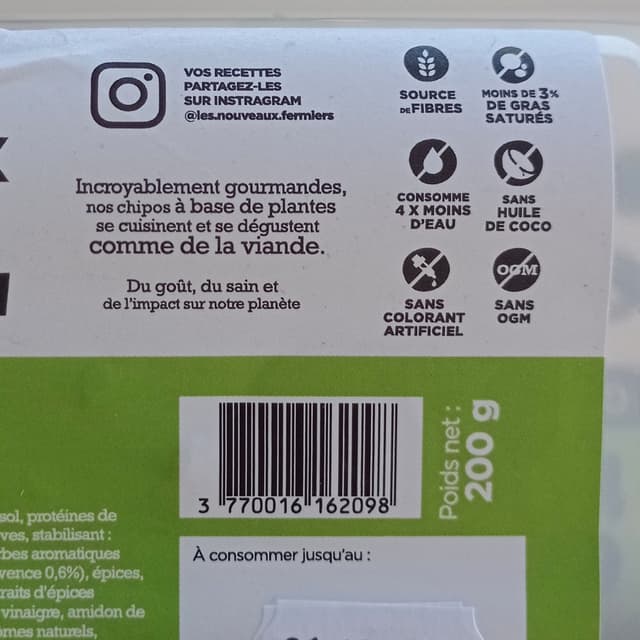 VOS RECETTES
PARTAGEZ-LES
SUR INSTRAGRAM
@les.nouveaux.fermiers
SOURCE
DE FIBRES
MOINS DE 3%
DE GRAS
SATURÉS
Incroyablement gourmandes,
nos chipos à base de plantes
se cuisinent et se dégustent
comme de la viande.
CONSOMME
4 X MOINS
D'EAU
SANS
HUILE
DE COCO
Du goût, du sain et
de l'impact sur notre planète
SANS
COLORANT
ARTIFICIEL
OGM
SANS
OGM
3 770016 162098
Poids net :
200 g
À consommer jusqu'au :
sol, protéines de
ves, stabilisant :
rbes aromatiques
vence 0,6%), épices,
raits d'épices
vinaigre, amidon de
ômes naturels,